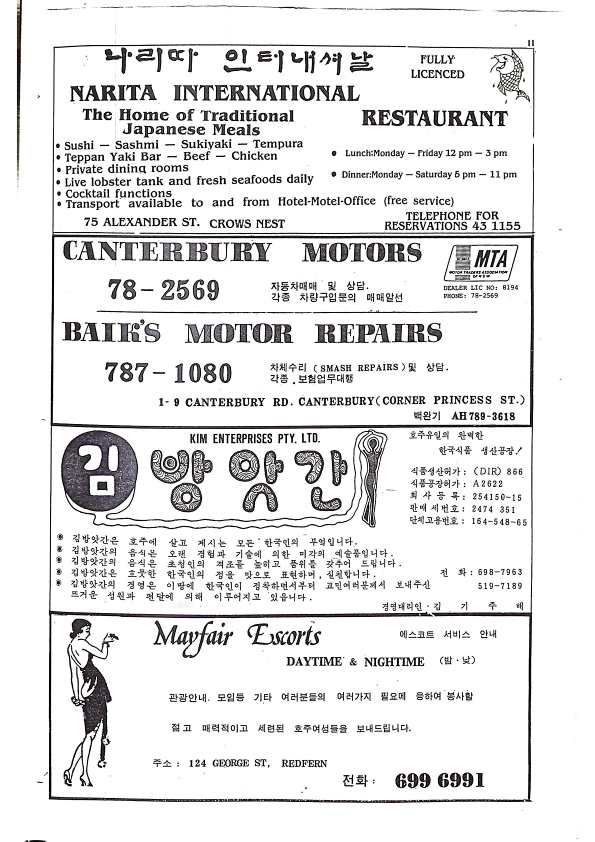 11
나리따 인터내셔날
FULLY
LICENCED
NARITA INTERNATIONAL
RESTAURANT
The Home of Traditional
Japanese Meals
• Sushi — Sashmi — Sukiyaki — Tempura
• Teppan Yaki Bar — Beef — Chicken
• Private dining rooms
• Live lobster tank and fresh seafoods daily
• Cocktail functions
• Transport available to and from Hotel-Motel-Office (free service)
• Lunch:Monday — Friday 12 pm — 3 pm
• Dinner:Monday — Saturday 6 pm — 11 pm
75 ALEXANDER ST. CROWS NEST
TELEPHONE FOR
RESERVATIONS 43 1155
CANTERBURY MOTORS
MTA
MOTOR TRADERS ASSOCIATION
OF NSW
DEALER LIC NO: 8194
PHONE: 78-2569
78-2569
자동차매매 및 상담.
각종 차량구입문의 매매알선
BAIK'S MOTOR REPAIRS
787-1080
차체수리 (SMASH REPAIRS) 및 상담.
각종 보험업무대행
1-9 CANTERBURY RD. CANTERBURY(CORNER PRINCESS ST.)
백완기 AH 789-3618
KIM ENTERPRISES PTY. LTD.
김 방앗간
호주유일의 완벽한
한국식품 생산공장!
식품생산허가: (DIR) 866
식품공장허가: A2622
회사등록: 254150-15
판매세번호: 2474 351
단체고용번호: 164-548-65
김방앗간은 호주에 살고 계시는 모든 한국인의 부엌입니다.
김방앗간의 음식은 오랜 경험과 기술에 의한 미각의 예술품입니다.
김방앗간의 음식은 초청인의 격조를 높히고 품위를 갖추어 드립니다.
김방앗간은 흐뭇한 한국인의 정을 맛으로 표현하며, 실천합니다.
김방앗간의 경영은 이땅에 한국인이 정착하면서부터 교민여러분께서 보내주신
뜨거운 성원과 편달에 의해 이루어지고 있읍니다.
전 화: 698-7963
519-7189
경영대리인 · 김 기 주 배
Mayfair Escorts
에스코트 서비스 안내
DAYTIME & NIGHTIME (밤 · 낮)
관광안내. 모임등 기타 여러분들의 여러가지 필요에 응하여 봉사할
젊고 매력적이고 세련된 호주여성들을 보내드립니다.
주소: 124 GEORGE ST, REDFERN
전화: 699 6991